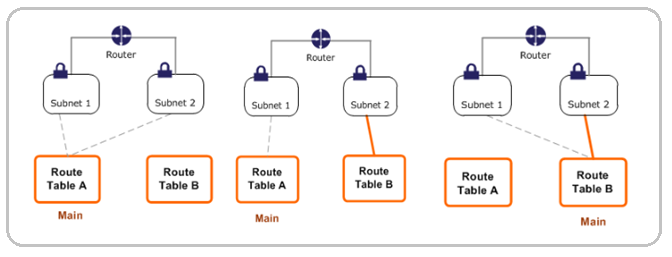 Router
Subnet 1
Subnet 2
Route
Table A
Route
Table B
Main
Router
Subnet 1
Subnet 2
Route
Table A
Route
Table B
Main
Router
Subnet 1
Subnet 2
Route
Table A
Route
Table B
Main